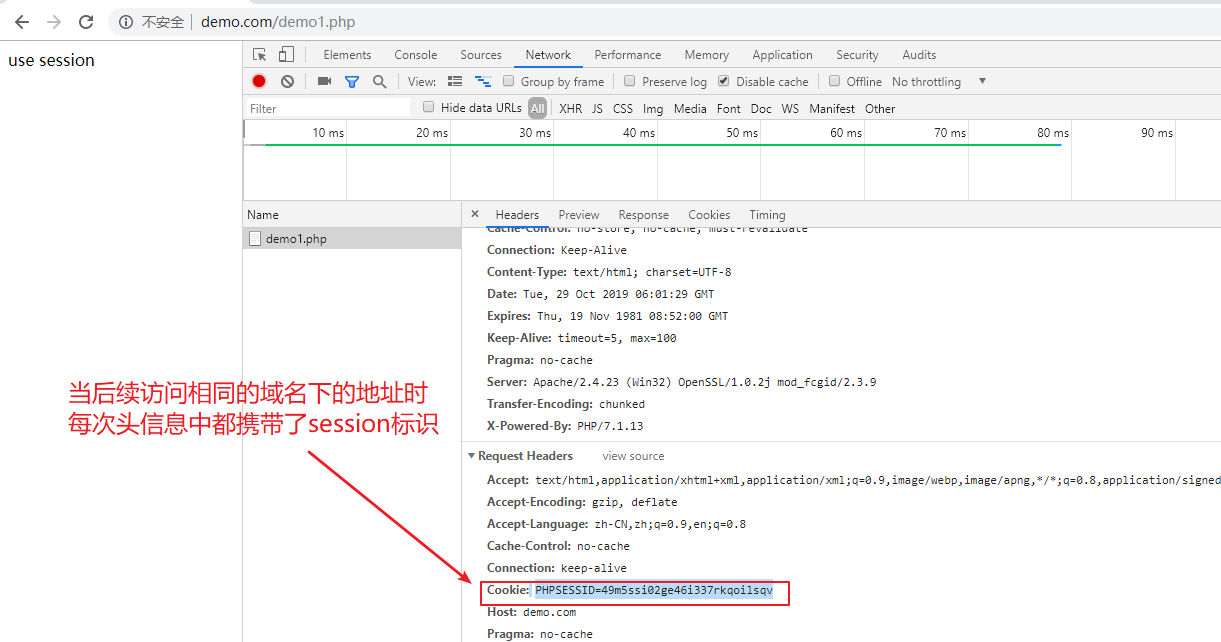 不安全 demo.com/demo1.php
use session
Elements Console Sources Network Performance Memory Application Security Audits
View: Group by frame Preserve log Disable cache Offline No throttling
Filter Hide data URLs All XHR JS CSS Img Media Font Doc WS Manifest Other
10 ms 20 ms 30 ms 40 ms 50 ms 60 ms 70 ms 80 ms 90 ms
Name × Headers Preview Response Cookies Timing
demo1.php
Cache-Control: no-store, no-cache, must-revalidate
Connection: Keep-Alive
Content-Type: text/html; charset=UTF-8
Date: Tue, 29 Oct 2019 06:01:29 GMT
Expires: Thu, 19 Nov 1981 08:52:00 GMT
Keep-Alive: timeout=5, max=100
Pragma: no-cache
Server: Apache/2.4.23 (Win32) OpenSSL/1.0.2j mod_fcgid/2.3.9
Transfer-Encoding: chunked
X-Powered-By: PHP/7.1.13
当后续访问相同的域名下的地址时
每次头信息中都携带了session标识
Request Headers view source
Accept: text/html,application/xhtml+xml,application/xml;q=0.9,image/webp,image/apng,*/*;q=0.8,application/signed
Accept-Encoding: gzip, deflate
Accept-Language: zh-CN,zh;q=0.9,en;q=0.8
Cache-Control: no-cache
Connection: keep-alive
Cookie: PHPSESSID=49m5ssi02ge46i337rkqoilsqv
Host: demo.com
Pragma: no-cache